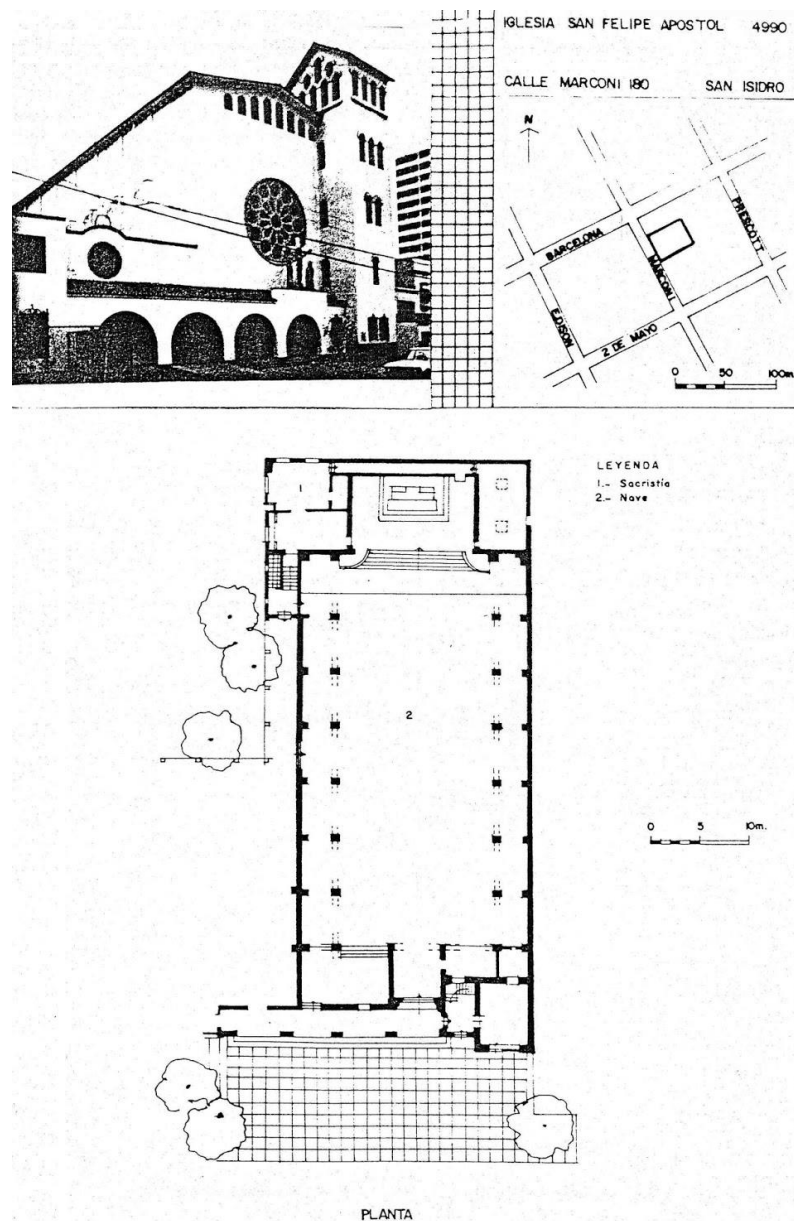 IGLESIA SAN FELIPE APOSTOL 4990
CALLE MARCONI 180 SAN ISIDRO
N
BARCELONA
PRESCOTT
MARCONI
EDISON
2 DE MAYO
0 50 100m.
LEYENDA
1.- Sacristía
2.- Nave
1
2
0 5 10m.
PLANTA